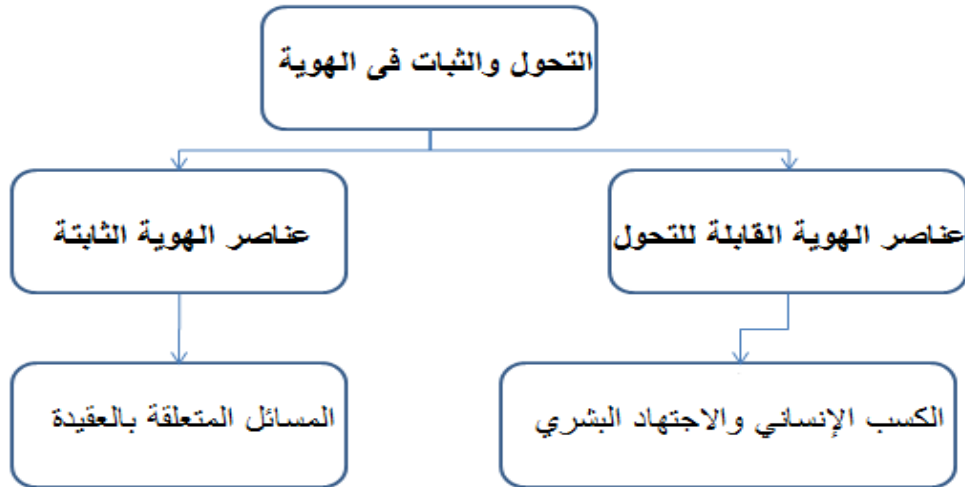 التحول والثبات فى الهوية
عناصر الهوية القابلة للتحول
عناصر الهوية الثابتة
الكسب الإنساني والاجتهاد البشري
المسائل المتعلقة بالعقيدة